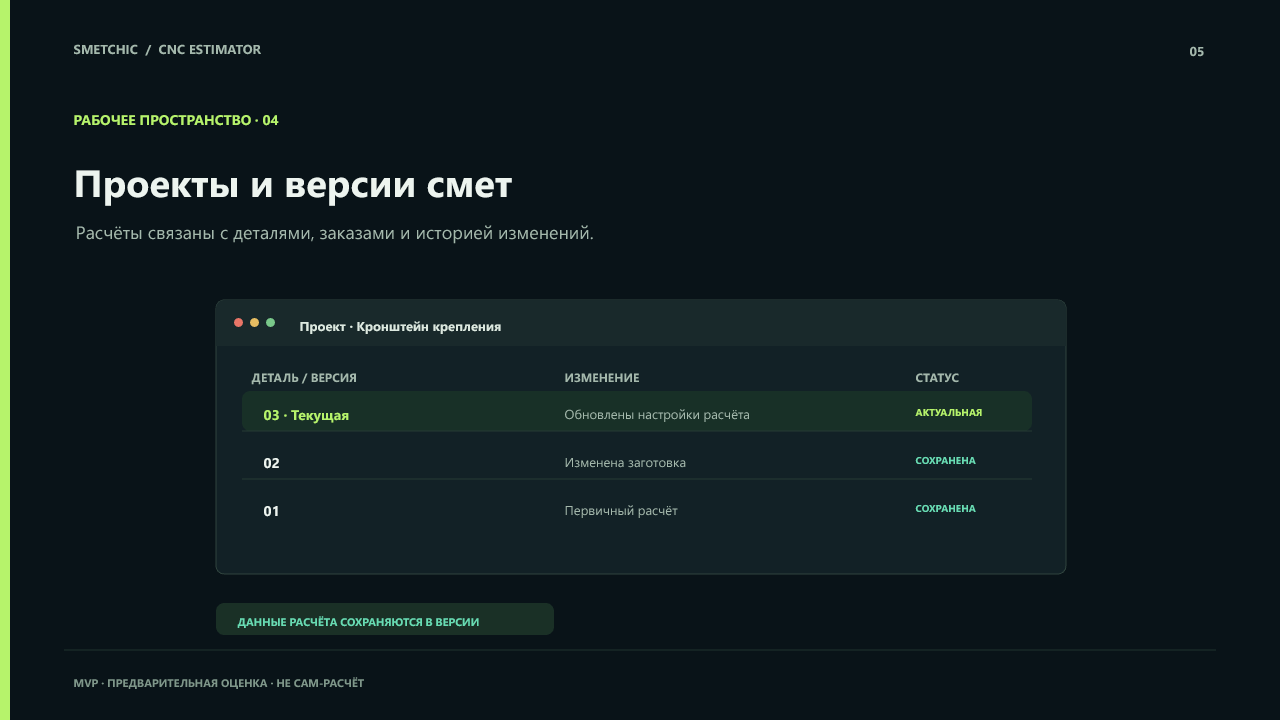 SMETCHIC / CNC ESTIMATOR
05
РАБОЧЕЕ ПРОСТРАНСТВО · 04
Проекты и версии смет
Расчёты связаны с деталями, заказами и историей изменений.
Проект · Кронштейн крепления
ДЕТАЛЬ / ВЕРСИЯ ИЗМЕНЕНИЕ СТАТУС
03 · Текущая Обновлены настройки расчёта АКТУАЛЬНАЯ
02 Изменена заготовка СОХРАНЕНА
01 Первичный расчёт СОХРАНЕНА
ДАННЫЕ РАСЧЁТА СОХРАНЯЮТСЯ В ВЕРСИИ
MVP · ПРЕДВАРИТЕЛЬНАЯ ОЦЕНКА · НЕ САМ-РАСЧЁТ